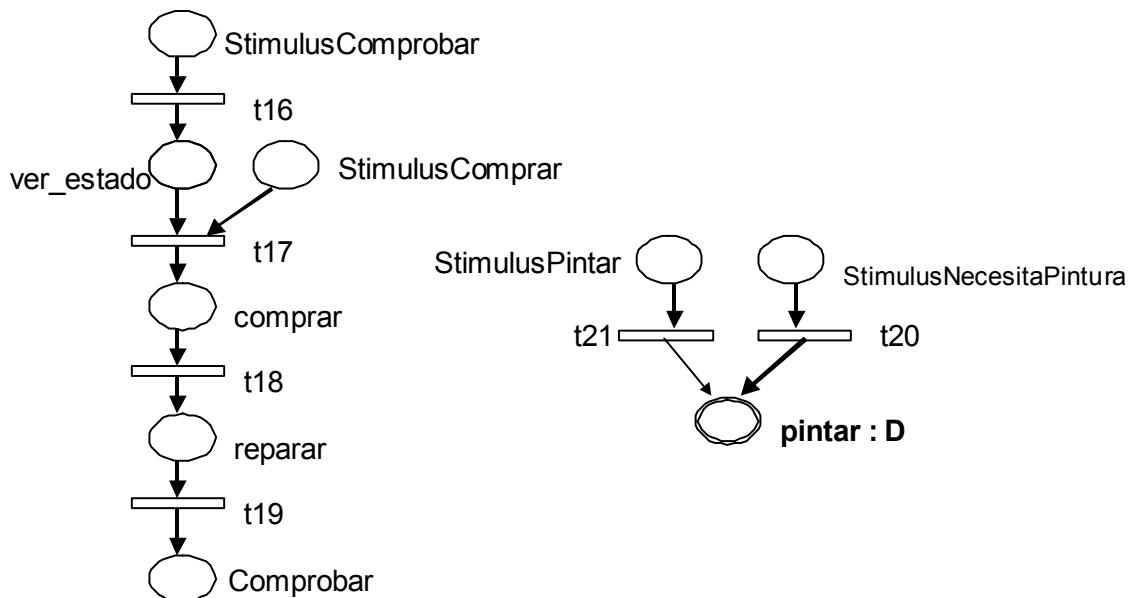 StimulusComprobar
t16
ver_estado
StimulusComprar
t17
comprar
t18
reparar
t19
Comprobar
StimulusPintar
StimulusNecesitaPintura
t21
t20
pintar : D